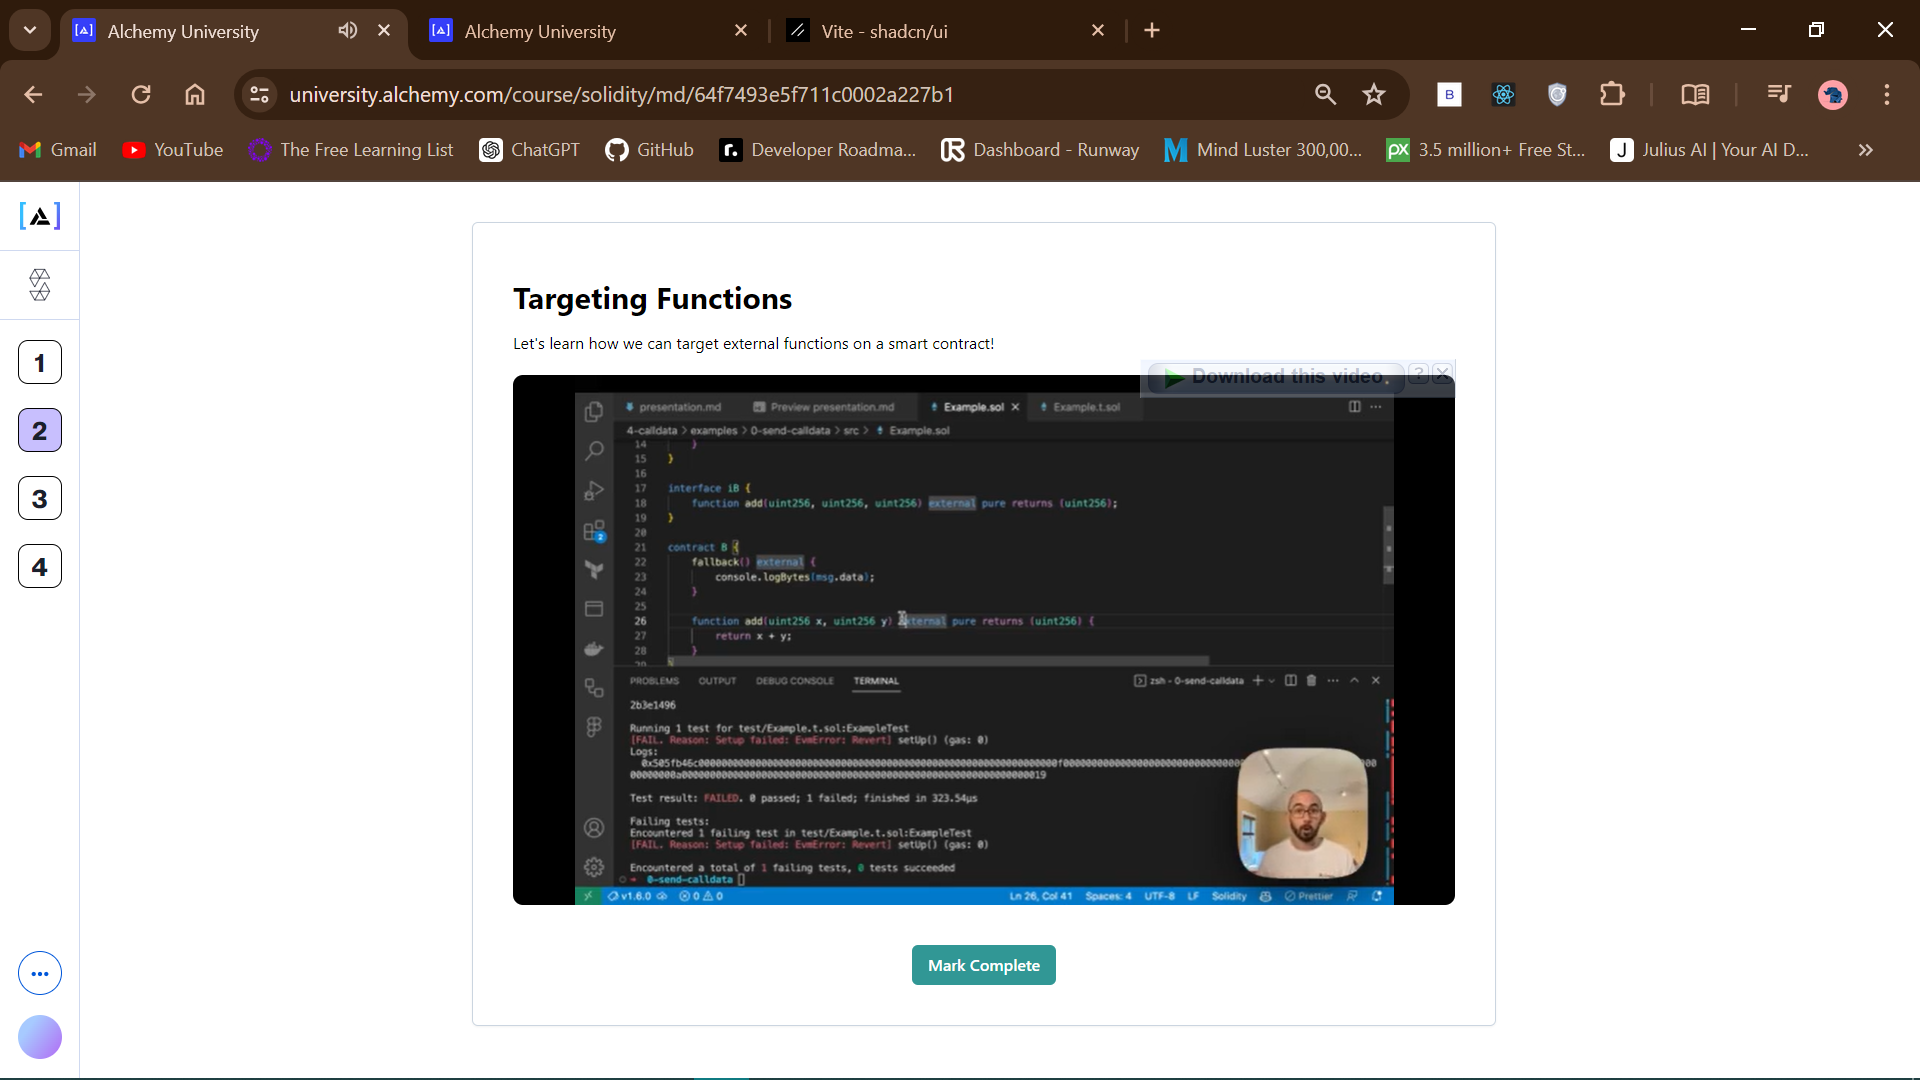 Alchemy University
Alchemy University
Vite - shadcn/ui
university.alchemy.com/course/solidity/md/64f7493e5f711c0002a227b1
B
Gmail
YouTube
The Free Learning List
ChatGPT
GitHub
Developer Roadma...
Dashboard - Runway
Mind Luster 300,00...
px
3.5 million+ Free St...
J
Julius AI | Your AI D...
1
2
3
4
Targeting Functions
Let's learn how we can target external functions on a smart contract!
Download this video.
?
presentation.md
Preview presentation.md
Example.sol
Example.t.sol
4-calldata > examples > 0-send-calldata > src > Example.sol
14 }
15 }
16
17 interface iB {
18 function add(uint256, uint256, uint256) external pure returns (uint256);
19 }
20
21 contract B {
22 fallback() external {
23 console.logBytes(msg.data);
24 }
25
26 function add(uint256 x, uint256 y) external pure returns (uint256) {
27 return x + y;
28 }
29 }
PROBLEMS OUTPUT DEBUG CONSOLE TERMINAL
zsh - 0-send-calldata
2b3e1496
Running 1 test for test/Example.t.sol:ExampleTest
[FAIL. Reason: Setup failed: EvmError: Revert] setUp() (gas: 0)
Logs:
Test result: FAILED. 0 passed; 1 failed; finished in 323.54µs
Failing tests:
Encountered 1 failing test in test/Example.t.sol:ExampleTest
[FAIL. Reason: Setup failed: EvmError: Revert] setUp() (gas: 0)
Encountered a total of 1 failing tests, 0 tests succeeded
0-send-calldata
v1.6.0
0 0
Ln 26, Col 41
Spaces: 4
UTF-8
LF
Solidity
Prettier
Mark Complete